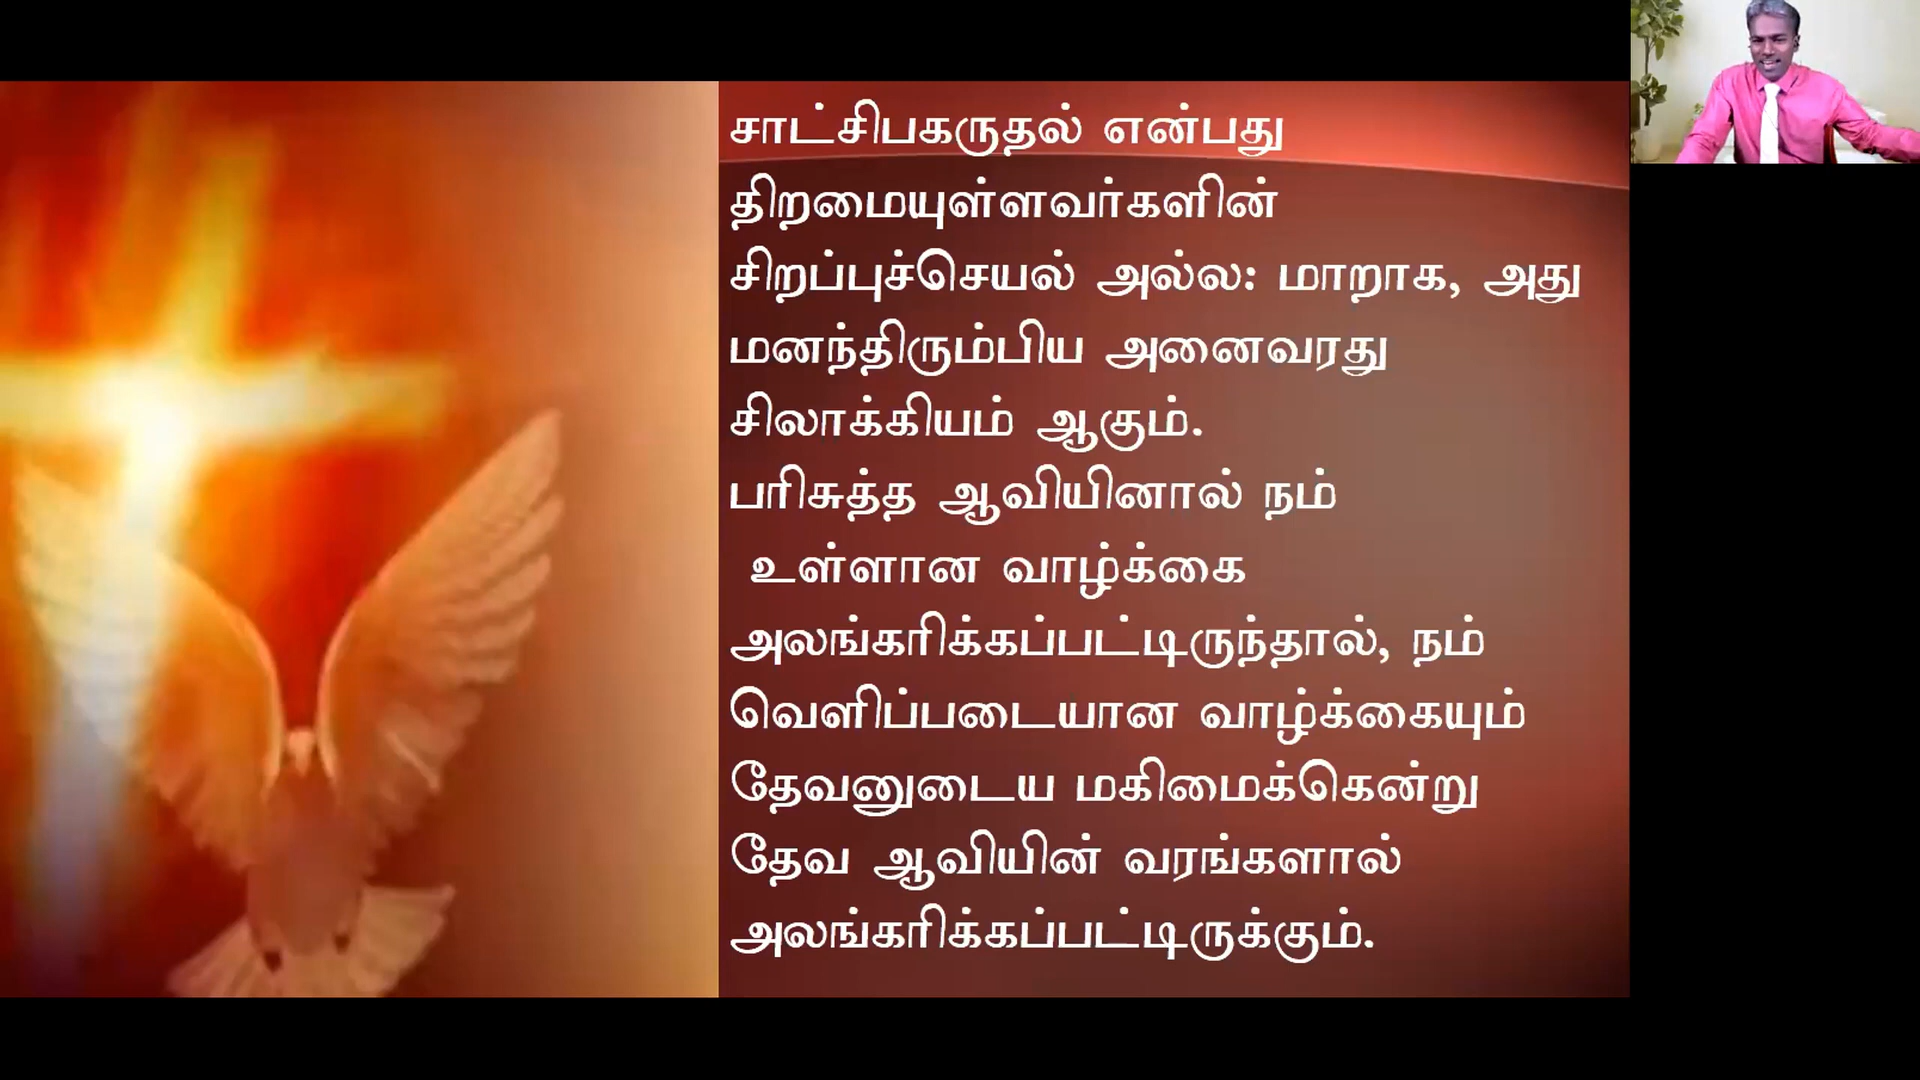 சாட்சிபகருதல் என்பது
திறமையுள்ளவர்களின்
சிறப்புச்செயல் அல்ல: மாறாக, அது
மனந்திரும்பிய அனைவரது
சிலாக்கியம் ஆகும்.
பரிசுத்த ஆவியினால் நம்
உள்ளான வாழ்க்கை
அலங்கரிக்கப்பட்டிருந்தால், நம்
வெளிப்படையான வாழ்க்கையும்
தேவனுடைய மகிமைக்கென்று
தேவ ஆவியின் வரங்களால்
அலங்கரிக்கப்பட்டிருக்கும்.